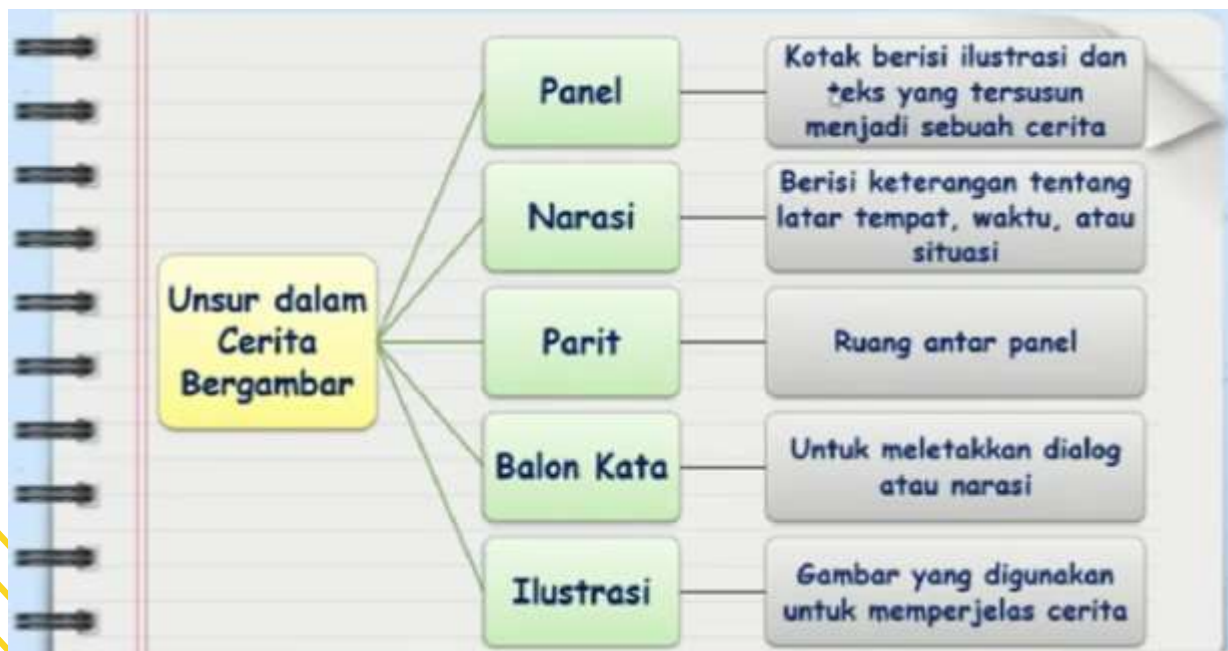 Unsur dalam
Cerita
Bergambar
Panel
Kotak berisi ilustrasi dan
teks yang tersusun
menjadi sebuah cerita
Narasi
Berisi keterangan tentang
latar tempat, waktu, atau
situasi
Parit
Ruang antar panel
Balon Kata
Untuk meletakkan dialog
atau narasi
Ilustrasi
Gambar yang digunakan
untuk memperjelas cerita